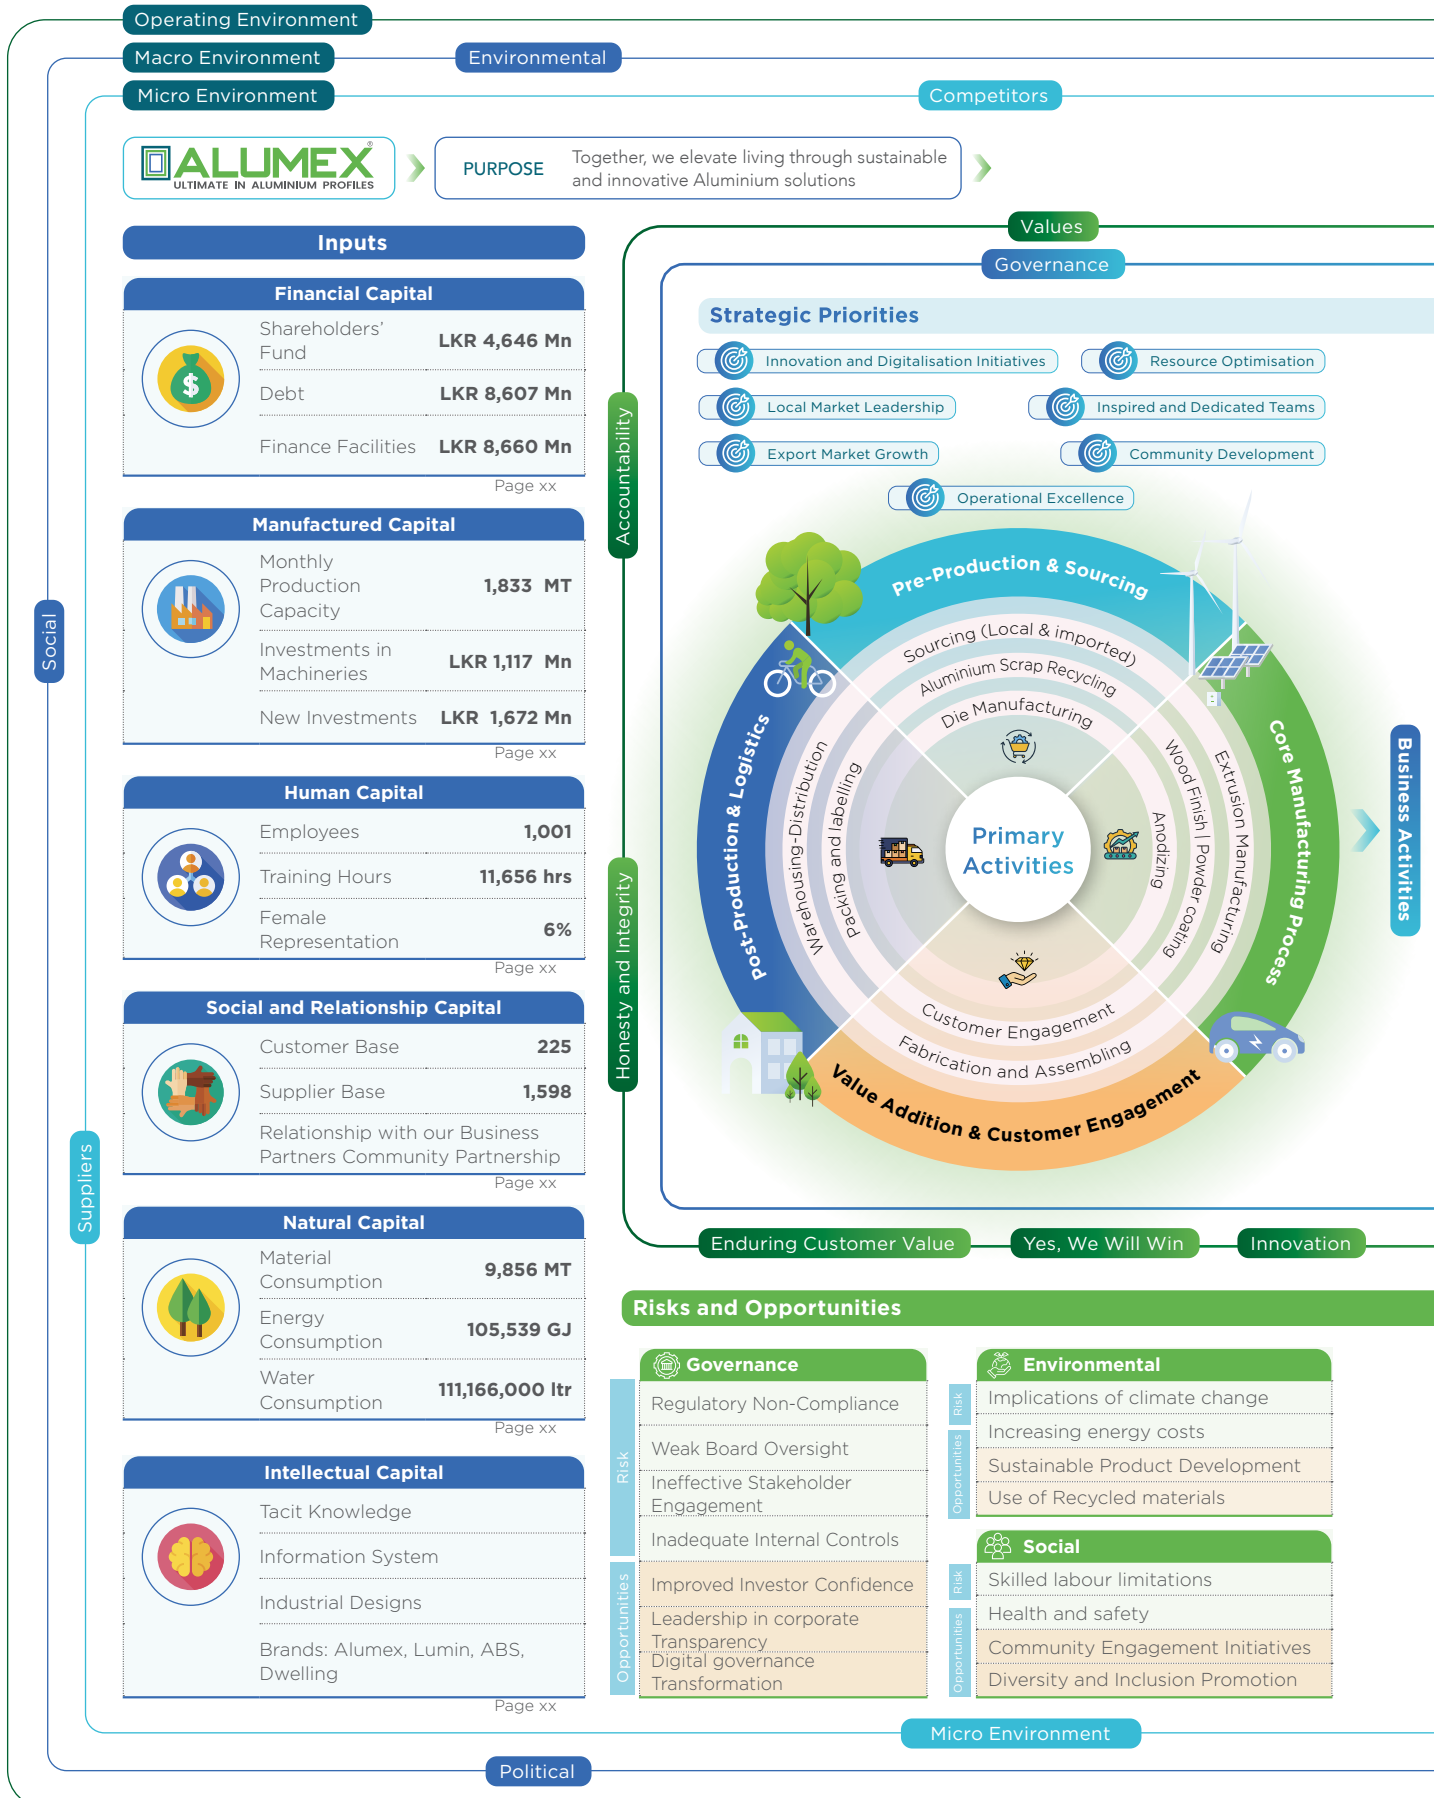 Operating Environment
Macro Environment
Environmental
Micro Environment
Competitors
ALUMEX®
ULTIMATE IN ALUMINIUM PROFILES
PURPOSE
Together, we elevate living through sustainable
and innovative Aluminium solutions
Social
Suppliers
Inputs
Financial Capital
Shareholders'
Fund
LKR 4,646 Mn
Debt
LKR 8,607 Mn
Finance Facilities
LKR 8,660 Mn
Page xx
Manufactured Capital
Monthly
Production
Capacity
1,833 MT
Investments in
Machineries
LKR 1,117 Mn
New Investments
LKR 1,672 Mn
Page xx
Human Capital
Employees
1,001
Training Hours
11,656 hrs
Female
Representation
6%
Page xx
Social and Relationship Capital
Customer Base
225
Supplier Base
1,598
Relationship with our Business
Partners Community Partnership
Page xx
Natural Capital
Material
Consumption
9,856 MT
Energy
Consumption
105,539 GJ
Water
Consumption
111,166,000 ltr
Page xx
Intellectual Capital
Tacit Knowledge
Information System
Industrial Designs
Brands: Alumex, Lumin, ABS,
Dwelling
Page xx
Values
Governance
Accountability
Honesty and Integrity
Strategic Priorities
Innovation and Digitalisation Initiatives
Resource Optimisation
Local Market Leadership
Inspired and Dedicated Teams
Export Market Growth
Community Development
Operational Excellence
Pre-Production & Sourcing
Sourcing (Local & imported)
Aluminium Scrap Recycling
Die Manufacturing
Core Manufacturing Process
Extrusion Manufacturing
Wood Finish | Powder coating
Anodizing
Primary
Activities
Post-Production & Logistics
Warehousing-Distribution
Packing and labelling
Customer Engagement
Fabrication and Assembling
Value Addition & Customer Engagement
Business Activities
Enduring Customer Value
Yes, We Will Win
Innovation
Risks and Opportunities
Governance
Risk
Regulatory Non-Compliance
Weak Board Oversight
Ineffective Stakeholder
Engagement
Inadequate Internal Controls
Opportunities
Improved Investor Confidence
Leadership in corporate
Transparency
Digital governance
Transformation
Environmental
Risk
Implications of climate change
Increasing energy costs
Opportunities
Sustainable Product Development
Use of Recycled materials
Social
Risk
Skilled labour limitations
Health and safety
Opportunities
Community Engagement Initiatives
Diversity and Inclusion Promotion
Micro Environment
Political